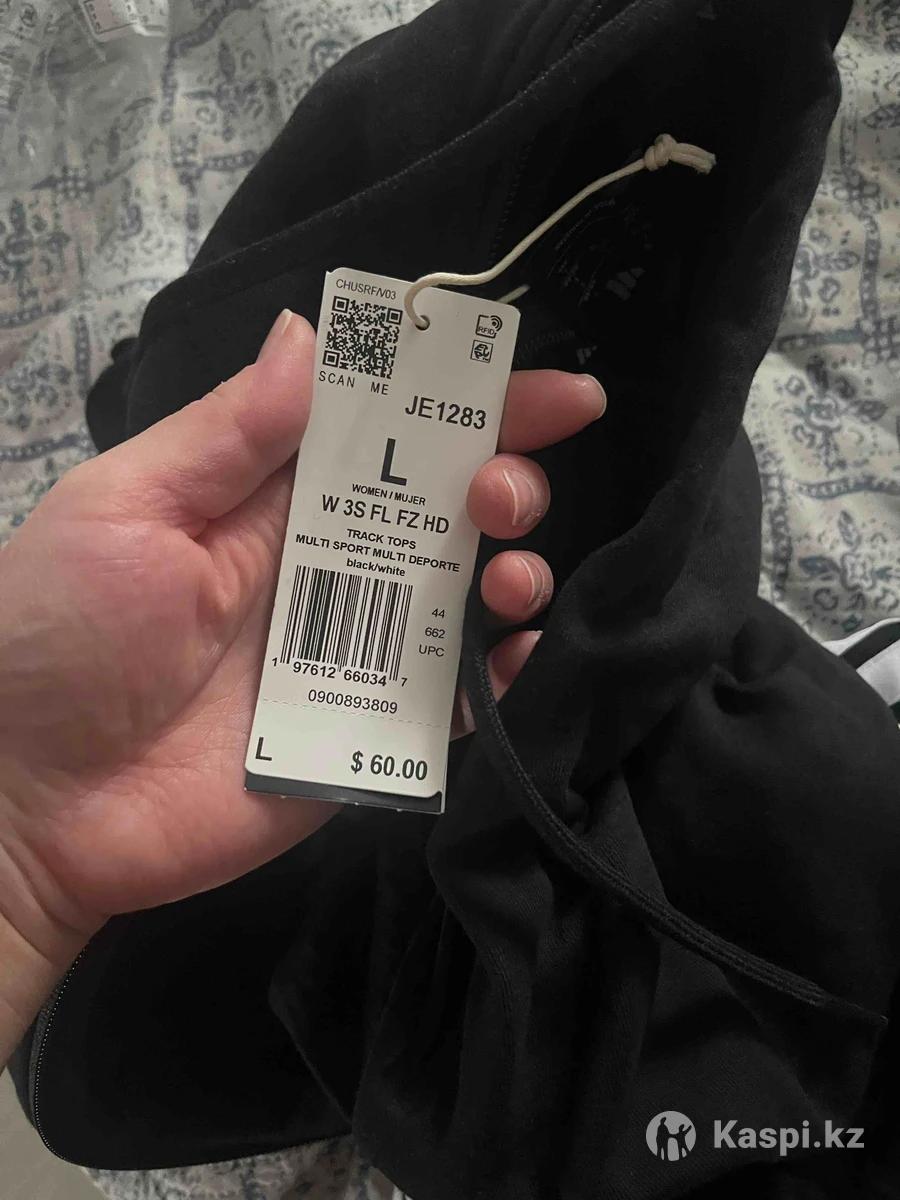 CHUSRF/V03
RFID
SCAN ME
JE1283
L
WOMEN / MUJER
W 3S FL FZ HD
TRACK TOPS
MULTI SPORT MULTI DEPORTE
black/white
44
662
UPC
1 97612 66034 7
0900893809
L $ 60.00
Kaspi.kz